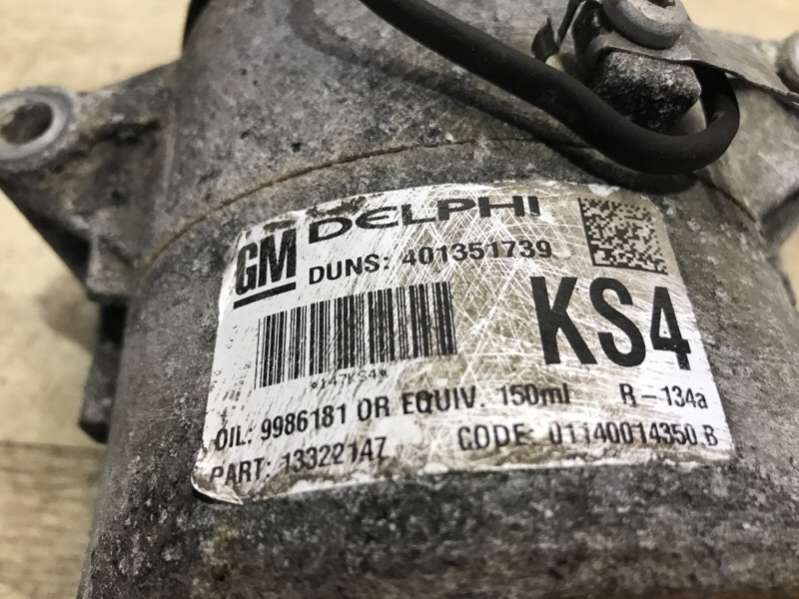 GM DELPHI
DUNS: 401351739
KS4
*147KS4*
OIL: 9986181 OR EQUIV. 150ml R-134a
PART: 13322147 CODE: 01140014350.B